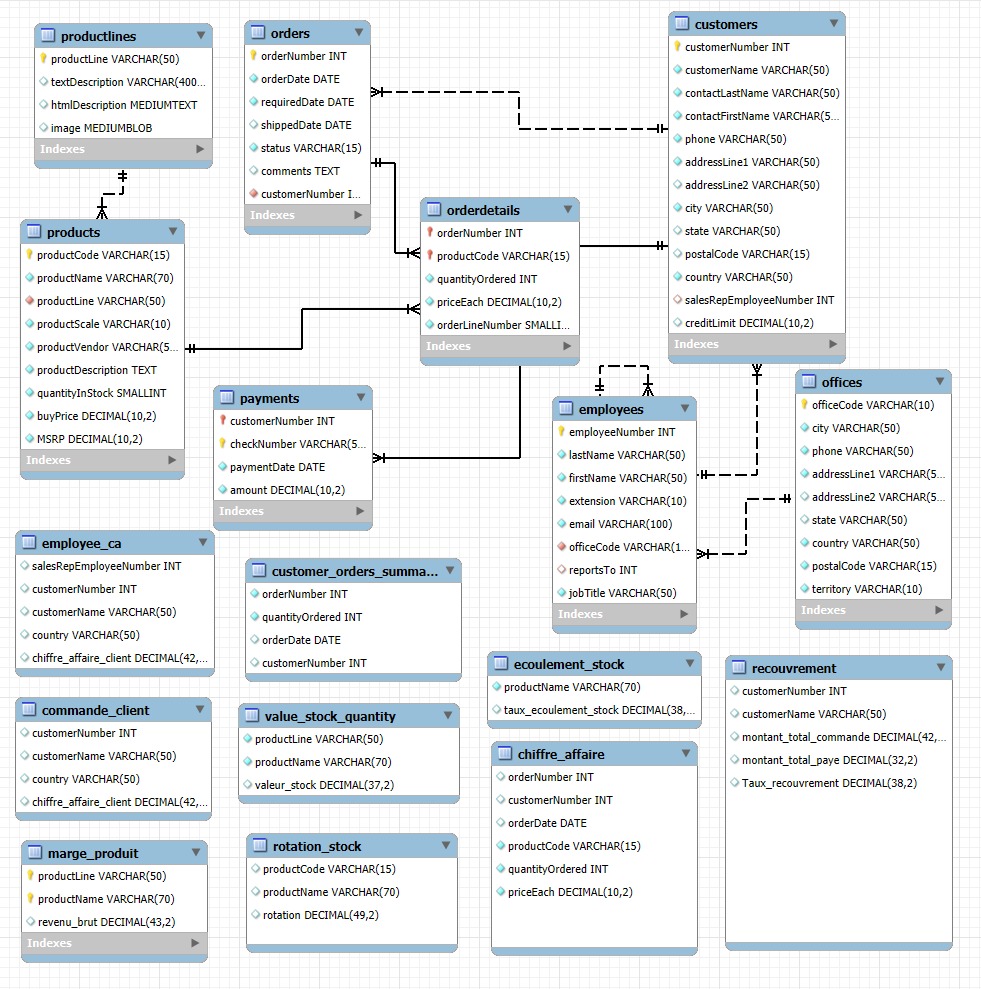 productlines
productLine VARCHAR(50)
textDescription VARCHAR(400...
htmlDescription MEDIUMTEXT
image MEDIUMBLOB
Indexes
orders
orderNumber INT
orderDate DATE
requiredDate DATE
shippedDate DATE
status VARCHAR(15)
comments TEXT
customerNumber I...
Indexes
customers
customerNumber INT
customerName VARCHAR(50)
contactLastName VARCHAR(50)
contactFirstName VARCHAR(5...
phone VARCHAR(50)
addressLine1 VARCHAR(50)
addressLine2 VARCHAR(50)
city VARCHAR(50)
state VARCHAR(50)
postalCode VARCHAR(15)
country VARCHAR(50)
salesRepEmployeeNumber INT
creditLimit DECIMAL(10,2)
Indexes
products
productCode VARCHAR(15)
productName VARCHAR(70)
productLine VARCHAR(50)
productScale VARCHAR(10)
productVendor VARCHAR(5...
productDescription TEXT
quantityInStock SMALLINT
buyPrice DECIMAL(10,2)
MSRP DECIMAL(10,2)
Indexes
orderdetails
orderNumber INT
productCode VARCHAR(15)
quantityOrdered INT
priceEach DECIMAL(10,2)
orderLineNumber SMALLI...
Indexes
payments
customerNumber INT
checkNumber VARCHAR(5...
paymentDate DATE
amount DECIMAL(10,2)
Indexes
employees
employeeNumber INT
lastName VARCHAR(50)
firstName VARCHAR(50)
extension VARCHAR(10)
email VARCHAR(100)
officeCode VARCHAR(1...
reportsTo INT
jobTitle VARCHAR(50)
Indexes
offices
officeCode VARCHAR(10)
city VARCHAR(50)
phone VARCHAR(50)
addressLine1 VARCHAR(5...
addressLine2 VARCHAR(5...
state VARCHAR(50)
country VARCHAR(50)
postalCode VARCHAR(15)
territory VARCHAR(10)
Indexes
employee_ca
salesRepEmployeeNumber INT
customerNumber INT
customerName VARCHAR(50)
country VARCHAR(50)
chiffre_affaire_client DECIMAL(42,...
customer_orders_summa...
orderNumber INT
quantityOrdered INT
orderDate DATE
customerNumber INT
ecoulement_stock
productName VARCHAR(70)
taux_ecoulement_stock DECIMAL(38,...
recouvrement
customerNumber INT
customerName VARCHAR(50)
montant_total_commande DECIMAL(42,...
montant_total_paye DECIMAL(32,2)
Taux_recouvrement DECIMAL(38,2)
commande_client
customerNumber INT
customerName VARCHAR(50)
country VARCHAR(50)
chiffre_affaire_client DECIMAL(42,...
value_stock_quantity
productLine VARCHAR(50)
productName VARCHAR(70)
valeur_stock DECIMAL(37,2)
chiffre_affaire
orderNumber INT
customerNumber INT
orderDate DATE
productCode VARCHAR(15)
quantityOrdered INT
priceEach DECIMAL(10,2)
marge_produit
productLine VARCHAR(50)
productName VARCHAR(70)
revenu_brut DECIMAL(43,2)
Indexes
rotation_stock
productCode VARCHAR(15)
productName VARCHAR(70)
rotation DECIMAL(49,2)